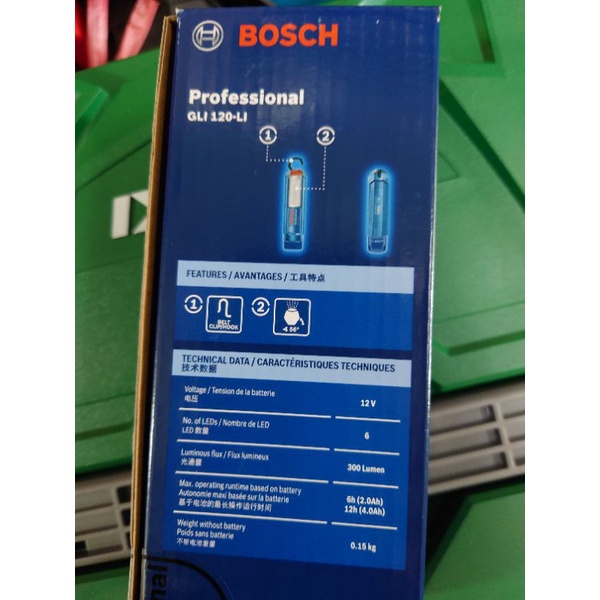 BOSCH
Professional
GLI 120-LI
1 2
FEATURES / AVANTAGES / 工具特点
1 BELT CLIP/HOOK 2 56°
TECHNICAL DATA / CARACTÉRISTIQUES TECHNIQUES
技术数据
Voltage / Tension de la batterie
电压
12 V
No. of LEDs / Nombre de LED
LED 数量
6
Luminous flux / Flux lumineux
光通量
300 Lumen
Max. operating runtime based on battery
Autonomie maxi basée sur la batterie
基于电池的最长操作运行时间
6h (2.0Ah)
12h (4.0Ah)
Weight without battery
Poids sans batterie
不带电池重量
0.15 kg